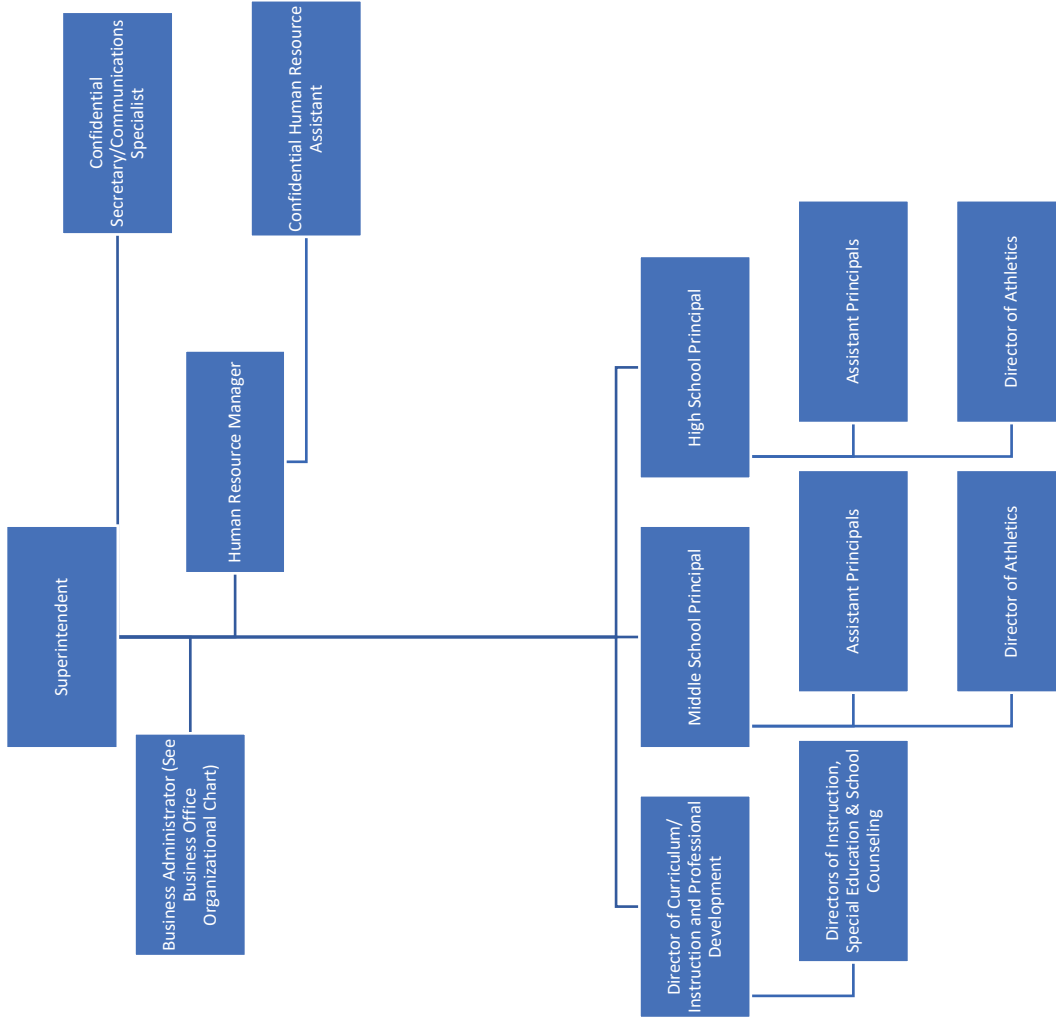 Superintendent
Confidential
Secretary/Communications
Specialist
Business Administrator (See
Business Office
Organizational Chart)
Human Resource Manager
Confidential Human Resource
Assistant
Director of Curriculum/
Instruction and Professional
Development
Middle School Principal
High School Principal
Directors of Instruction,
Special Education & School
Counseling
Assistant Principals
Assistant Principals
Director of Athletics
Director of Athletics